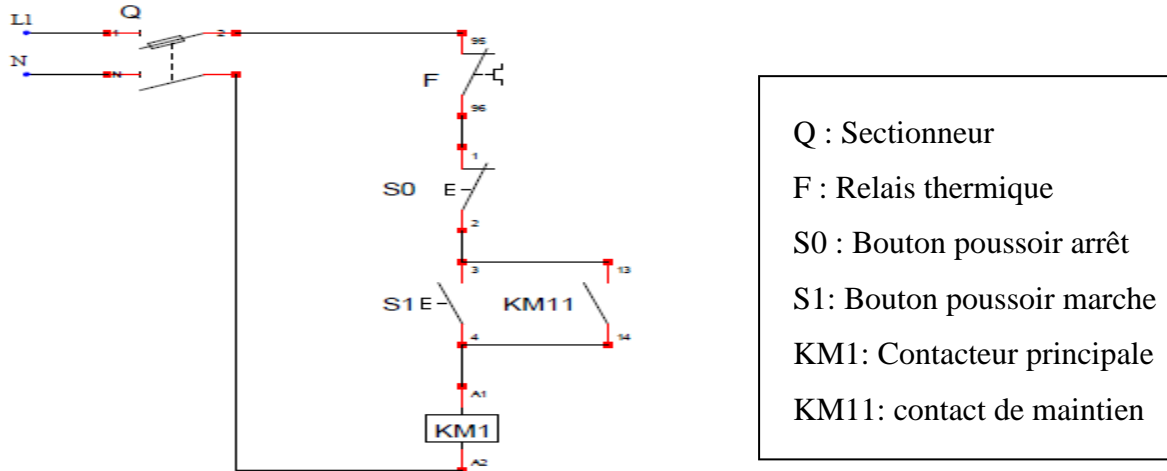 Q
L1
1
2
N
N
95
F
96
1
S0 E
2
3
13
S1 E
KM11
4
14
A1
KM1
A2
Q : Sectionneur
F : Relais thermique
S0 : Bouton poussoir arrêt
S1: Bouton poussoir marche
KM1: Contacteur principale
KM11: contact de maintien